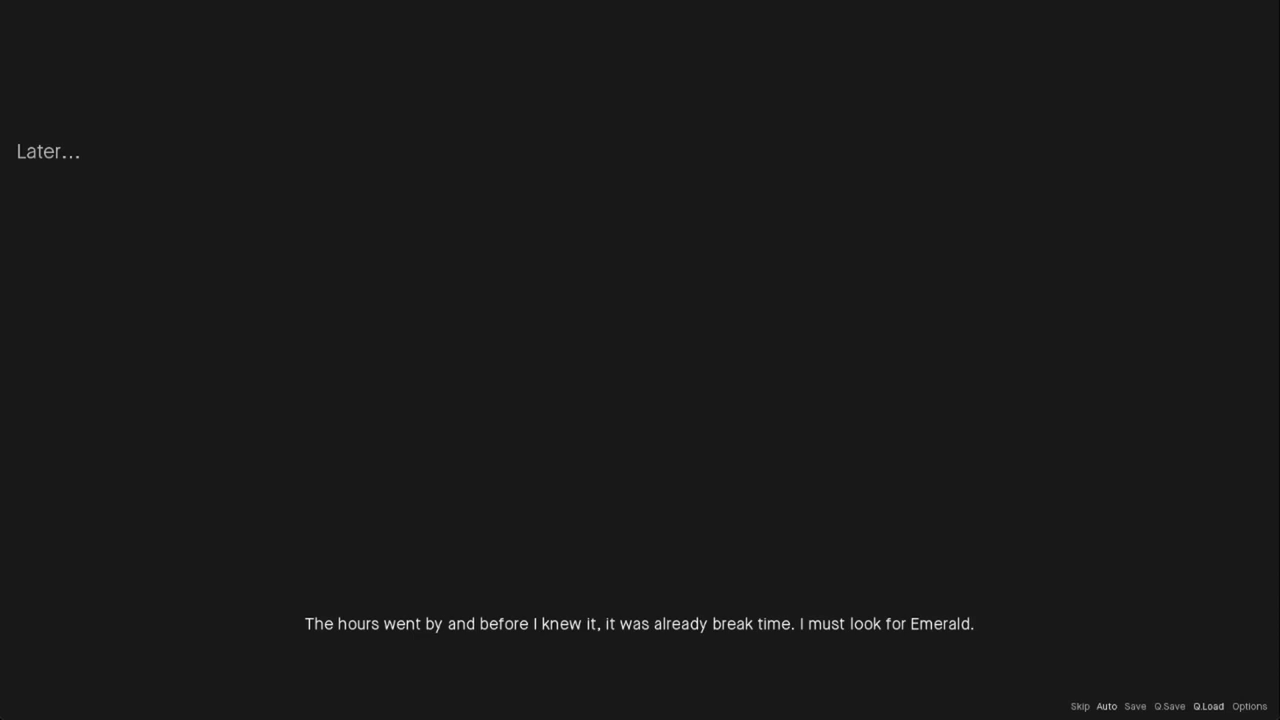 Later...
The hours went by and before I knew it, it was already break time. I must look for Emerald.
Skip Auto Save Q.Save Q.Load Options